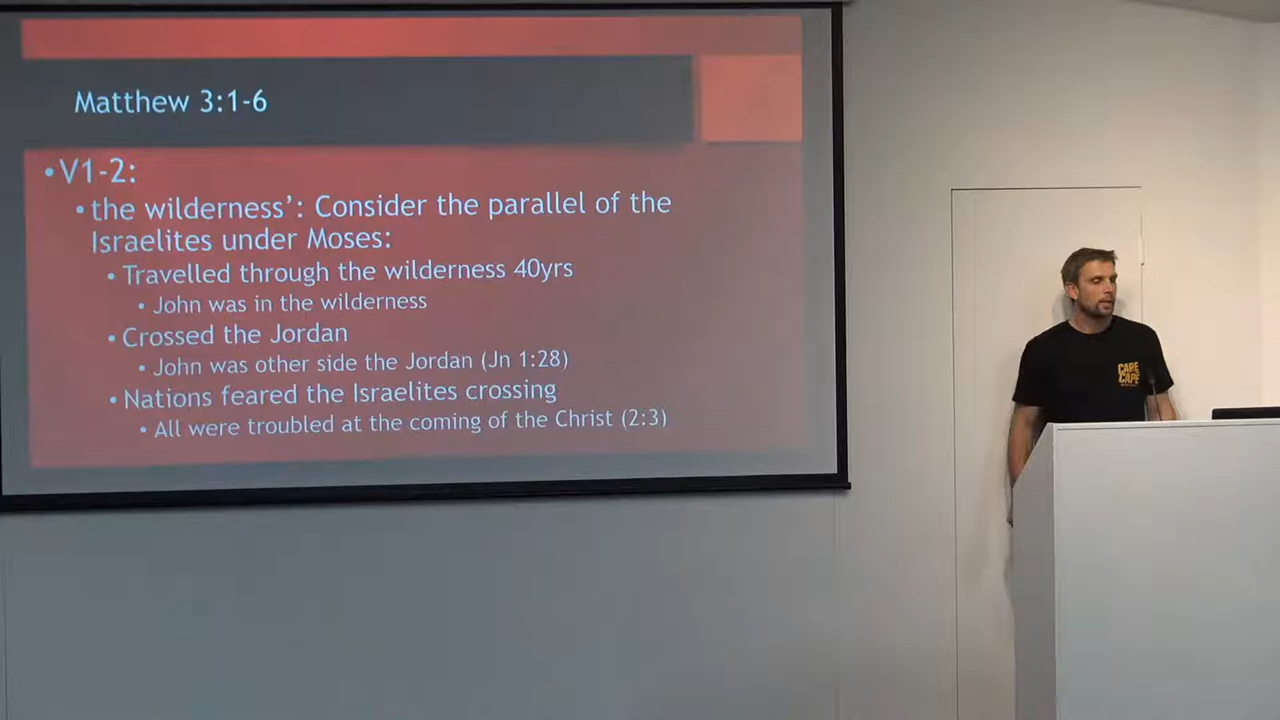 Matthew 3:1-6
•V1-2:
•the wilderness’: Consider the parallel of the
Israelites under Moses:
•Travelled through the wilderness 40yrs
•John was in the wilderness
•Crossed the Jordan
•John was other side the Jordan (Jn 1:28)
•Nations feared the Israelites crossing
•All were troubled at the coming of the Christ (2:3)
CAPE